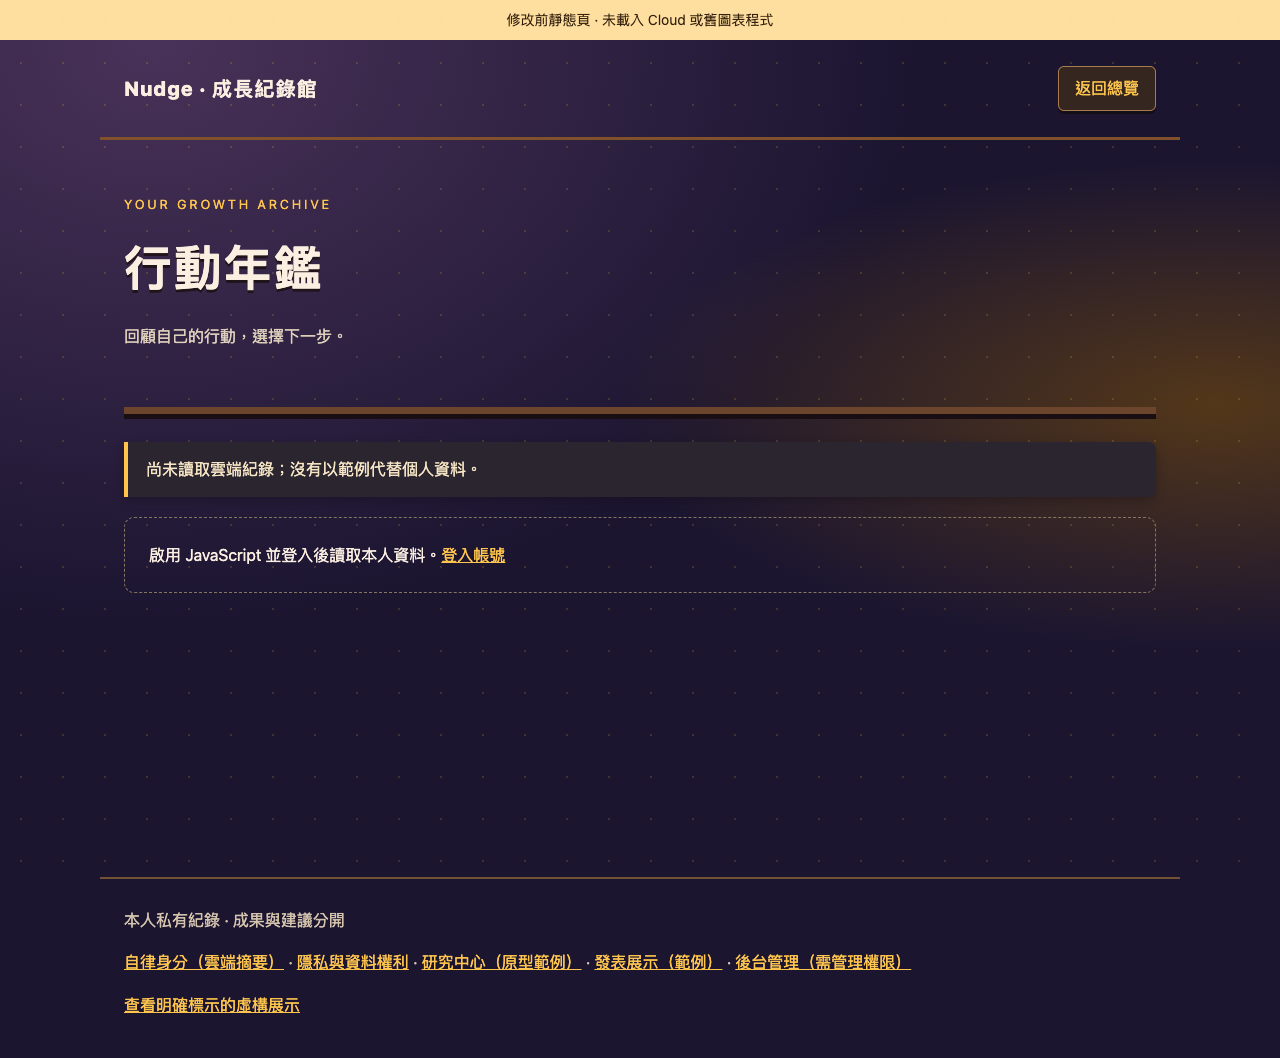 修改前靜態頁 · 未載入 Cloud 或舊圖表程式
Nudge · 成長紀錄館
返回總覽
YOUR GROWTH ARCHIVE
行動年鑑
回顧自己的行動，選擇下一步。
尚未讀取雲端紀錄；沒有以範例代替個人資料。
啟用 JavaScript 並登入後讀取本人資料。登入帳號
本人私有紀錄 · 成果與建議分開
自律身分（雲端摘要） · 隱私與資料權利 · 研究中心（原型範例） · 發表展示（範例） · 後台管理（需管理權限）
查看明確標示的虛構展示